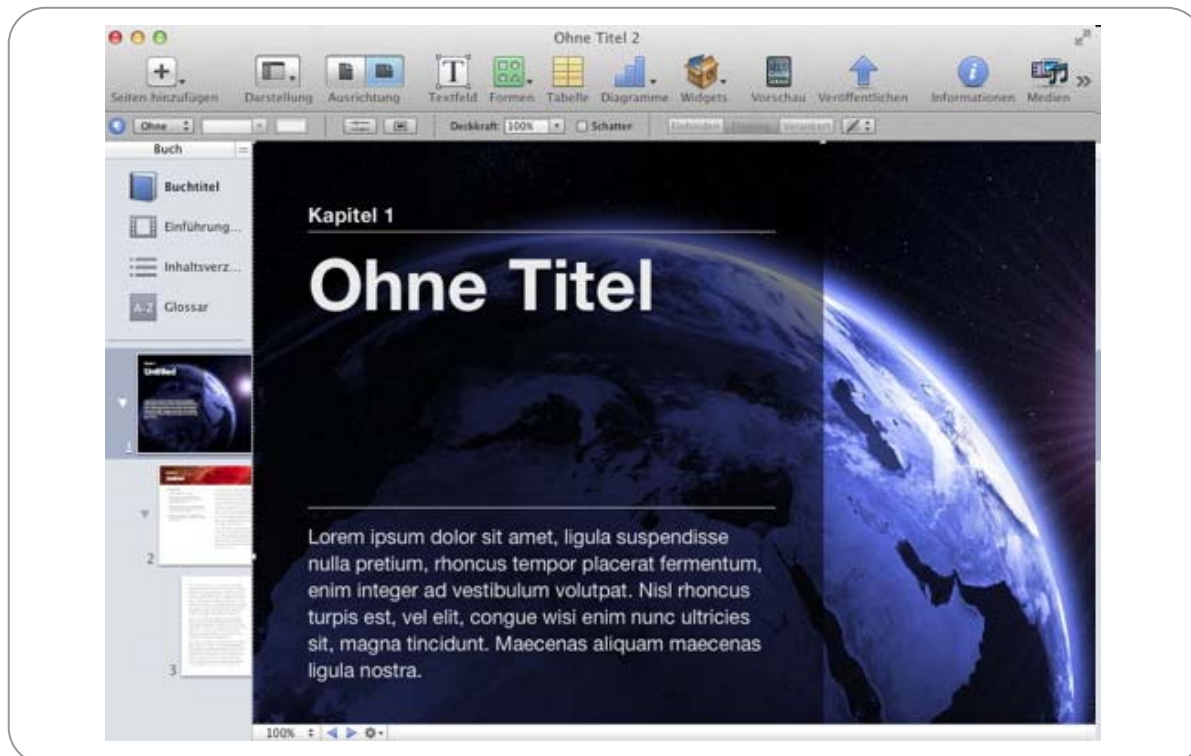 Ohne Titel 2
Seiten hinzufügen Darstellung Ausrichtung Textfeld Formen Tabelle Diagramme Widgets Vorschau Veröffentlichen Informationen Medien
Ohne Deckkraft: 100% Schatten
Buch
Buchtitel
Einführung...
Inhaltsverz...
A-Z Glossar
Untitled
1
2
3
Kapitel 1
Ohne Titel
Lorem ipsum dolor sit amet, ligula suspendisse
nulla pretium, rhoncus tempor placerat fermentum,
enim integer ad vestibulum volutpat. Nisl rhoncus
turpis est, vel elit, congue wisi enim nunc ultricies
sit, magna tincidunt. Maecenas aliquam maecenas
ligula nostra.
100%